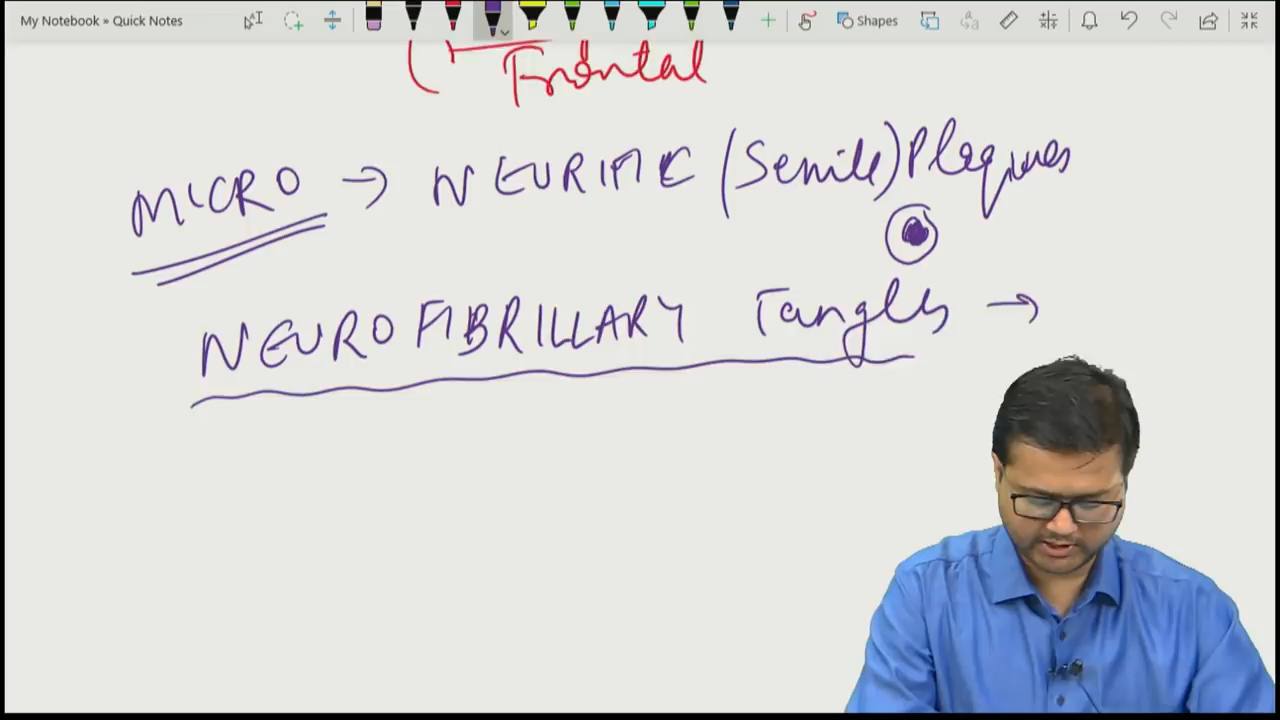 My Notebook » Quick Notes
Shapes
Frontal
MICRO → NEURITIC (Senile) Plaques
NEUROFIBRILLARY Tangles →